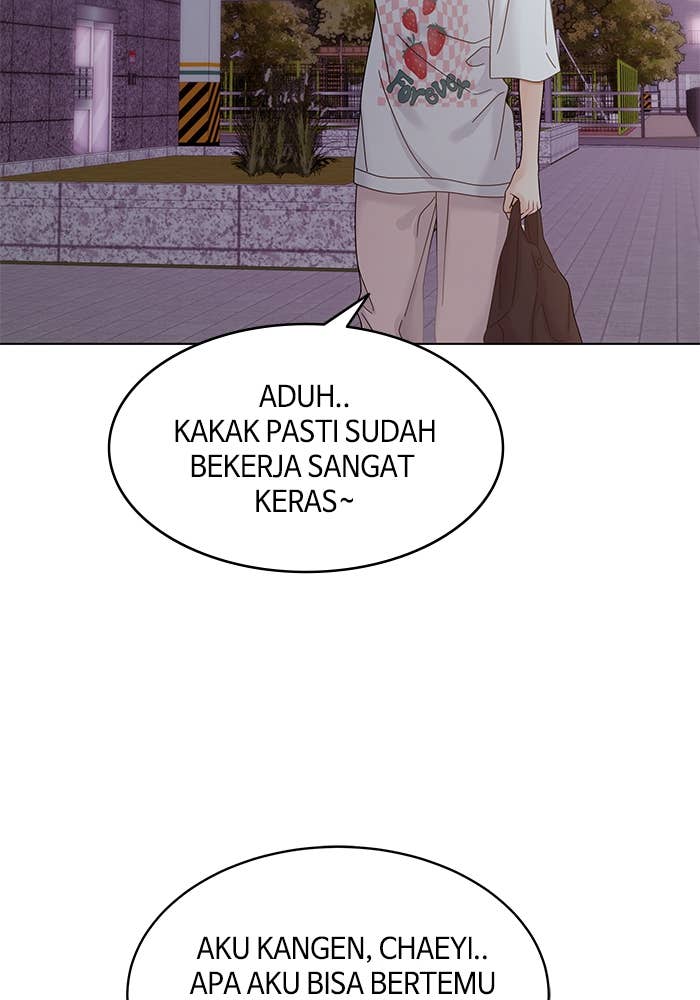 Forever
ADUH..
KAKAK PASTI SUDAH
BEKERJA SANGAT
KERAS~
AKU KANGEN, CHAEYI..
APA AKU BISA BERTEMU